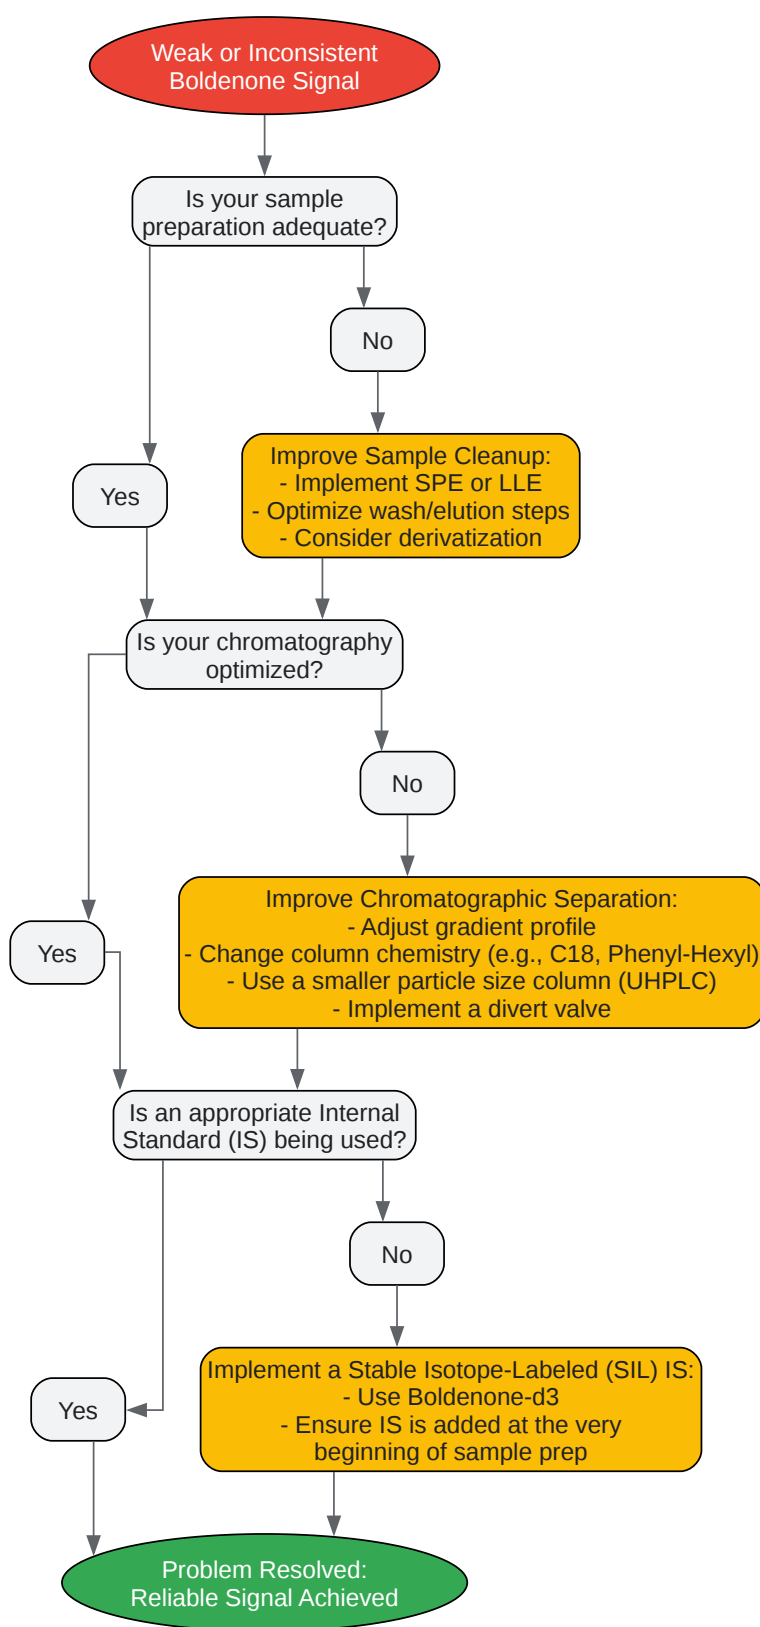 Weak or Inconsistent
Boldenone Signal
Is your sample
preparation adequate?
No
Improve Sample Cleanup:
- Implement SPE or LLE
- Optimize wash/elution steps
- Consider derivatization
Yes
Is your chromatography
optimized?
No
Improve Chromatographic Separation:
- Adjust gradient profile
- Change column chemistry (e.g., C18, Phenyl-Hexyl)
- Use a smaller particle size column (UHPLC)
- Implement a divert valve
Yes
Is an appropriate Internal
Standard (IS) being used?
No
Implement a Stable Isotope-Labeled (SIL) IS:
- Use Boldenone-d3
- Ensure IS is added at the very
beginning of sample prep
Yes
Problem Resolved:
Reliable Signal Achieved